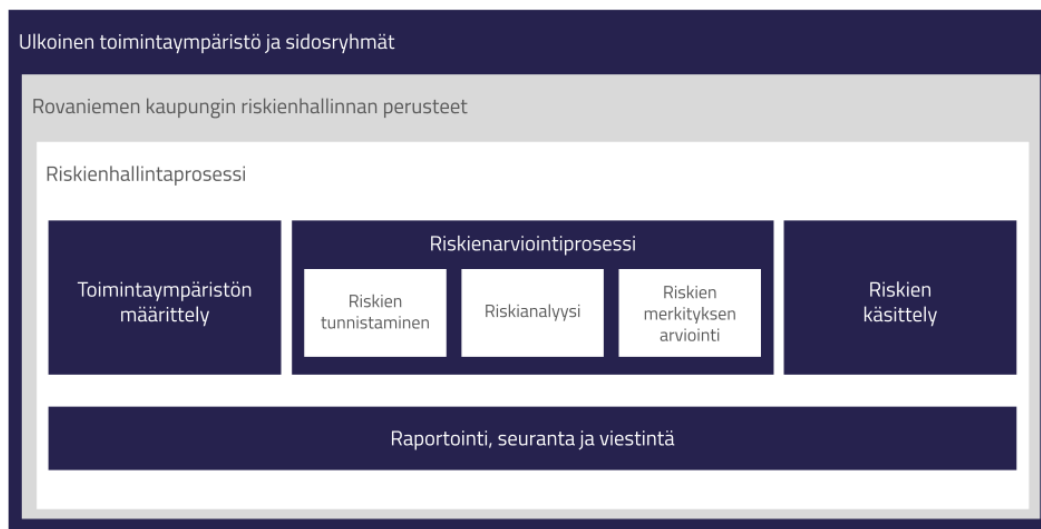 Ulkoinen toimintaympäristö ja sidosryhmät
Rovaniemen kaupungin riskienhallinnan perusteet
Riskienhallintaprosessi
Toimintaympäristön
määrittely
Riskienarviointiprosessi
Riskien
tunnistaminen
Riskianalyysi
Riskien
merkityksen
arviointi
Riskien
käsittely
Raportointi, seuranta ja viestintä